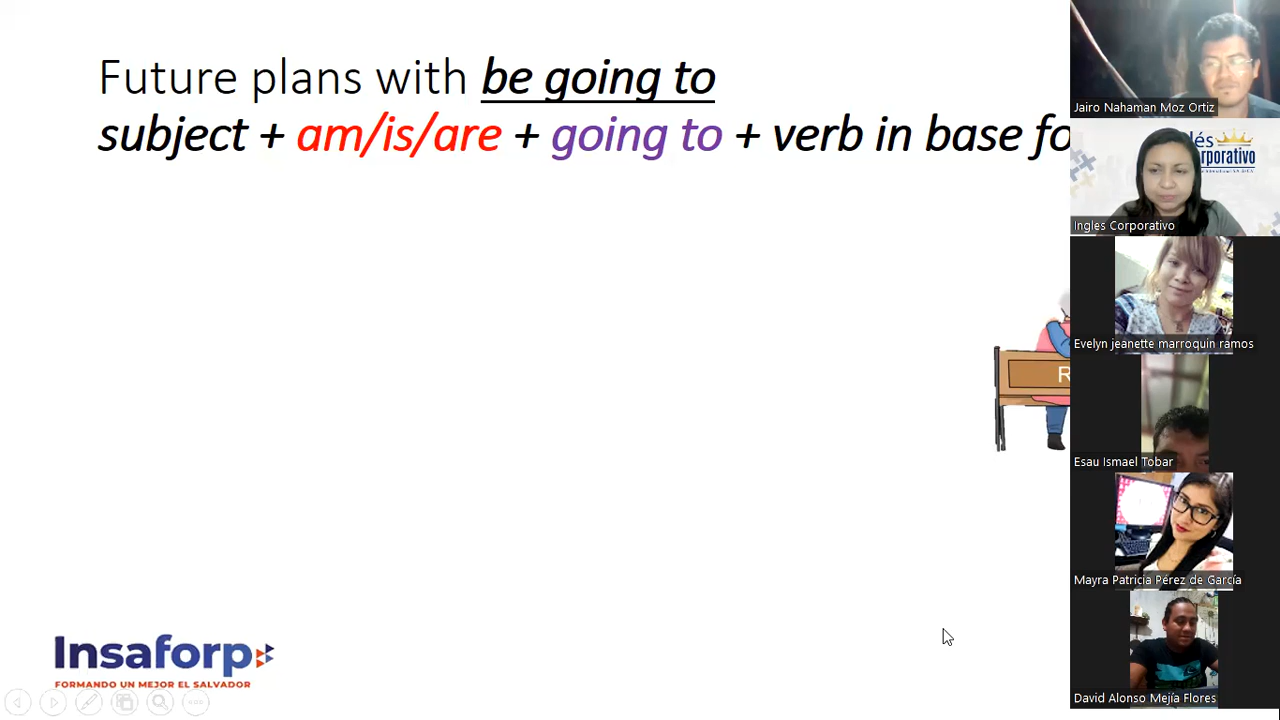 Future plans with be going to
subject + am/is/are + going to + verb in base fo
R
Insaforp
FORMANDO UN MEJOR EL SALVADOR
Jairo Nahaman Moz Ortiz
és
rporativo
Ingles Corporativo
Evelyn jeanette marroquin ramos
Esau Ismael Tobar
Mayra Patricia Pérez de García
David Alonso Mejía Flores